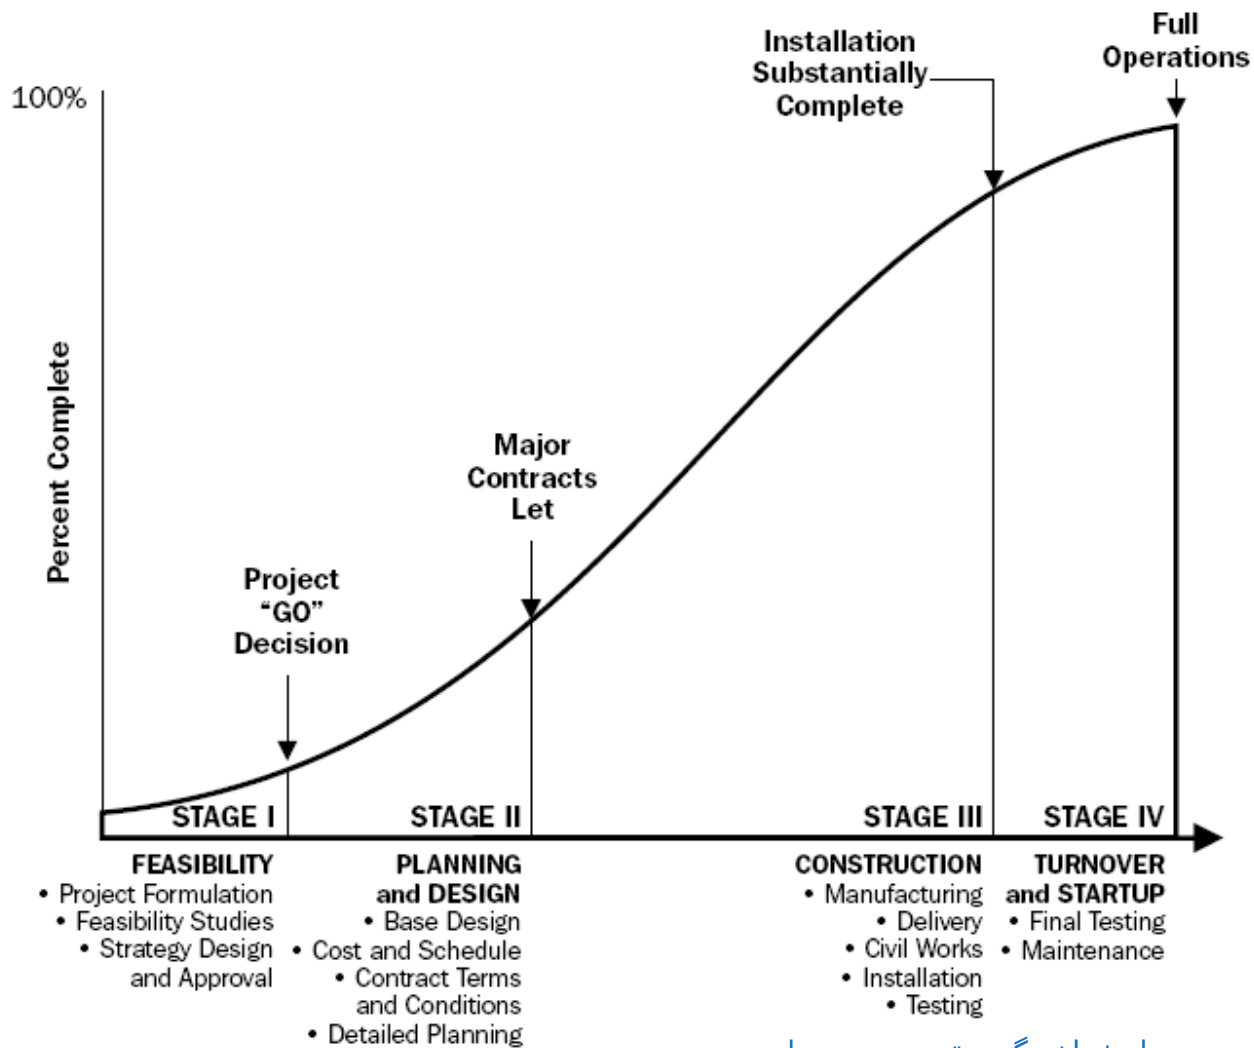 Full
Operations
Installation
Substantially
Complete
100%
Percent Complete
Major
Contracts
Let
Project
“GO”
Decision
STAGE I
STAGE II
STAGE III
STAGE IV
FEASIBILITY
• Project Formulation
• Feasibility Studies
• Strategy Design
and Approval
PLANNING
and DESIGN
• Base Design
• Cost and Schedule
• Contract Terms
and Conditions
• Detailed Planning
CONSTRUCTION
• Manufacturing
• Delivery
• Civil Works
• Installation
• Testing
TURNOVER
and STARTUP
• Final Testing
• Maintenance